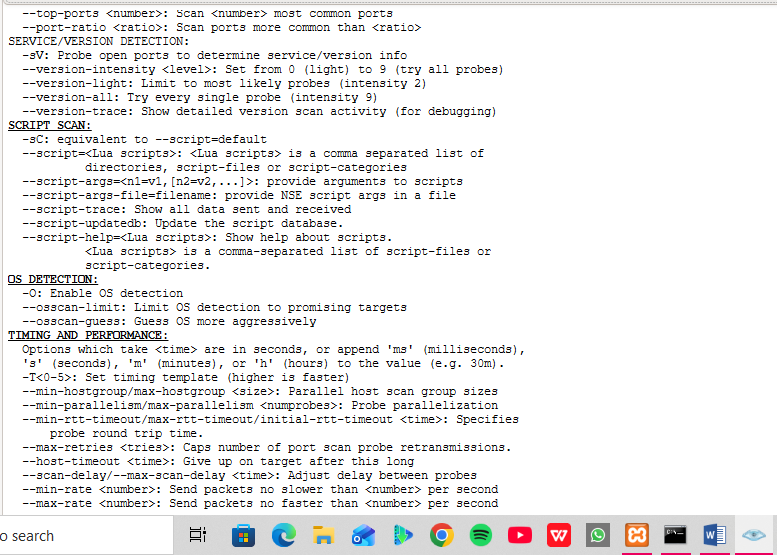 --top-ports <number>: Scan <number> most common ports
--port-ratio <ratio>: Scan ports more common than <ratio>
SERVICE/VERSION DETECTION:
-sV: Probe open ports to determine service/version info
--version-intensity <level>: Set from 0 (light) to 9 (try all probes)
--version-light: Limit to most likely probes (intensity 2)
--version-all: Try every single probe (intensity 9)
--version-trace: Show detailed version scan activity (for debugging)
SCRIPT SCAN:
-sC: equivalent to --script=default
--script=<Lua scripts>: <Lua scripts> is a comma separated list of
directories, script-files or script-categories
--script-args=<n1=v1,[n2=v2,...]>: provide arguments to scripts
--script-args-file=filename: provide NSE script args in a file
--script-trace: Show all data sent and received
--script-updatedb: Update the script database.
--script-help=<Lua scripts>: Show help about scripts.
<Lua scripts> is a comma-separated list of script-files or
script-categories.
OS DETECTION:
-O: Enable OS detection
--osscan-limit: Limit OS detection to promising targets
--osscan-guess: Guess OS more aggressively
TIMING AND PERFORMANCE:
Options which take <time> are in seconds, or append 'ms' (milliseconds),
's' (seconds), 'm' (minutes), or 'h' (hours) to the value (e.g. 30m).
-T<0-5>: Set timing template (higher is faster)
--min-hostgroup/max-hostgroup <size>: Parallel host scan group sizes
--min-parallelism/max-parallelism <numprobes>: Probe parallelization
--min-rtt-timeout/max-rtt-timeout/initial-rtt-timeout <time>: Specifies
probe round trip time.
--max-retries <tries>: Caps number of port scan probe retransmissions.
--host-timeout <time>: Give up on target after this long
--scan-delay/--max-scan-delay <time>: Adjust delay between probes
--min-rate <number>: Send packets no slower than <number> per second
--max-rate <number>: Send packets no faster than <number> per second
o search